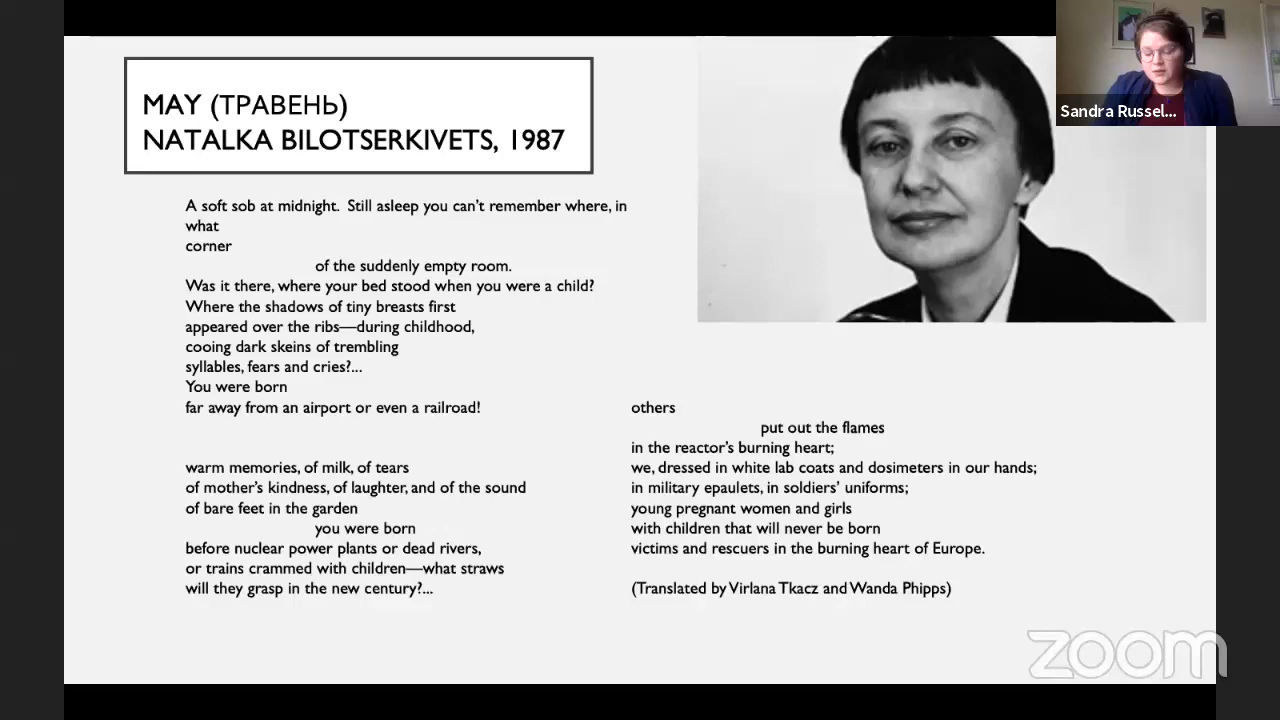 MAY (ТРАВЕНЬ)
NATALKA BILOTSERKIVETS, 1987
A soft sob at midnight.  Still asleep you can't remember where, in
what
corner
of the suddenly empty room.
Was it there, where your bed stood when you were a child?
Where the shadows of tiny breasts first
appeared over the ribs—during childhood,
cooing dark skeins of trembling
syllables, fears and cries?...
You were born
far away from an airport or even a railroad!
warm memories, of milk, of tears
of mother's kindness, of laughter, and of the sound
of bare feet in the garden
you were born
before nuclear power plants or dead rivers,
or trains crammed with children—what straws
will they grasp in the new century?...
others
put out the flames
in the reactor's burning heart;
we, dressed in white lab coats and dosimeters in our hands;
in military epaulets, in soldiers' uniforms;
young pregnant women and girls
with children that will never be born
victims and rescuers in the burning heart of Europe.
(Translated by Virlana Tkacz and Wanda Phipps)
Sandra Russel...
zoom